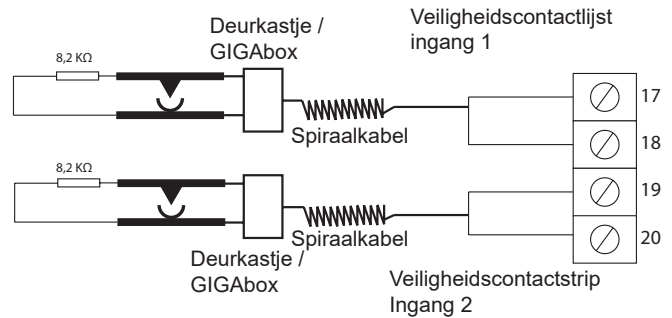 Deurkastje /
GIGAbox
Veiligheidscontactlijst
ingang 1
8,2 KΩ
17
Spiraalkabel
18
8,2 KΩ
19
Spiraalkabel
20
Deurkastje /
GIGAbox
Veiligheidscontactstrip
Ingang 2